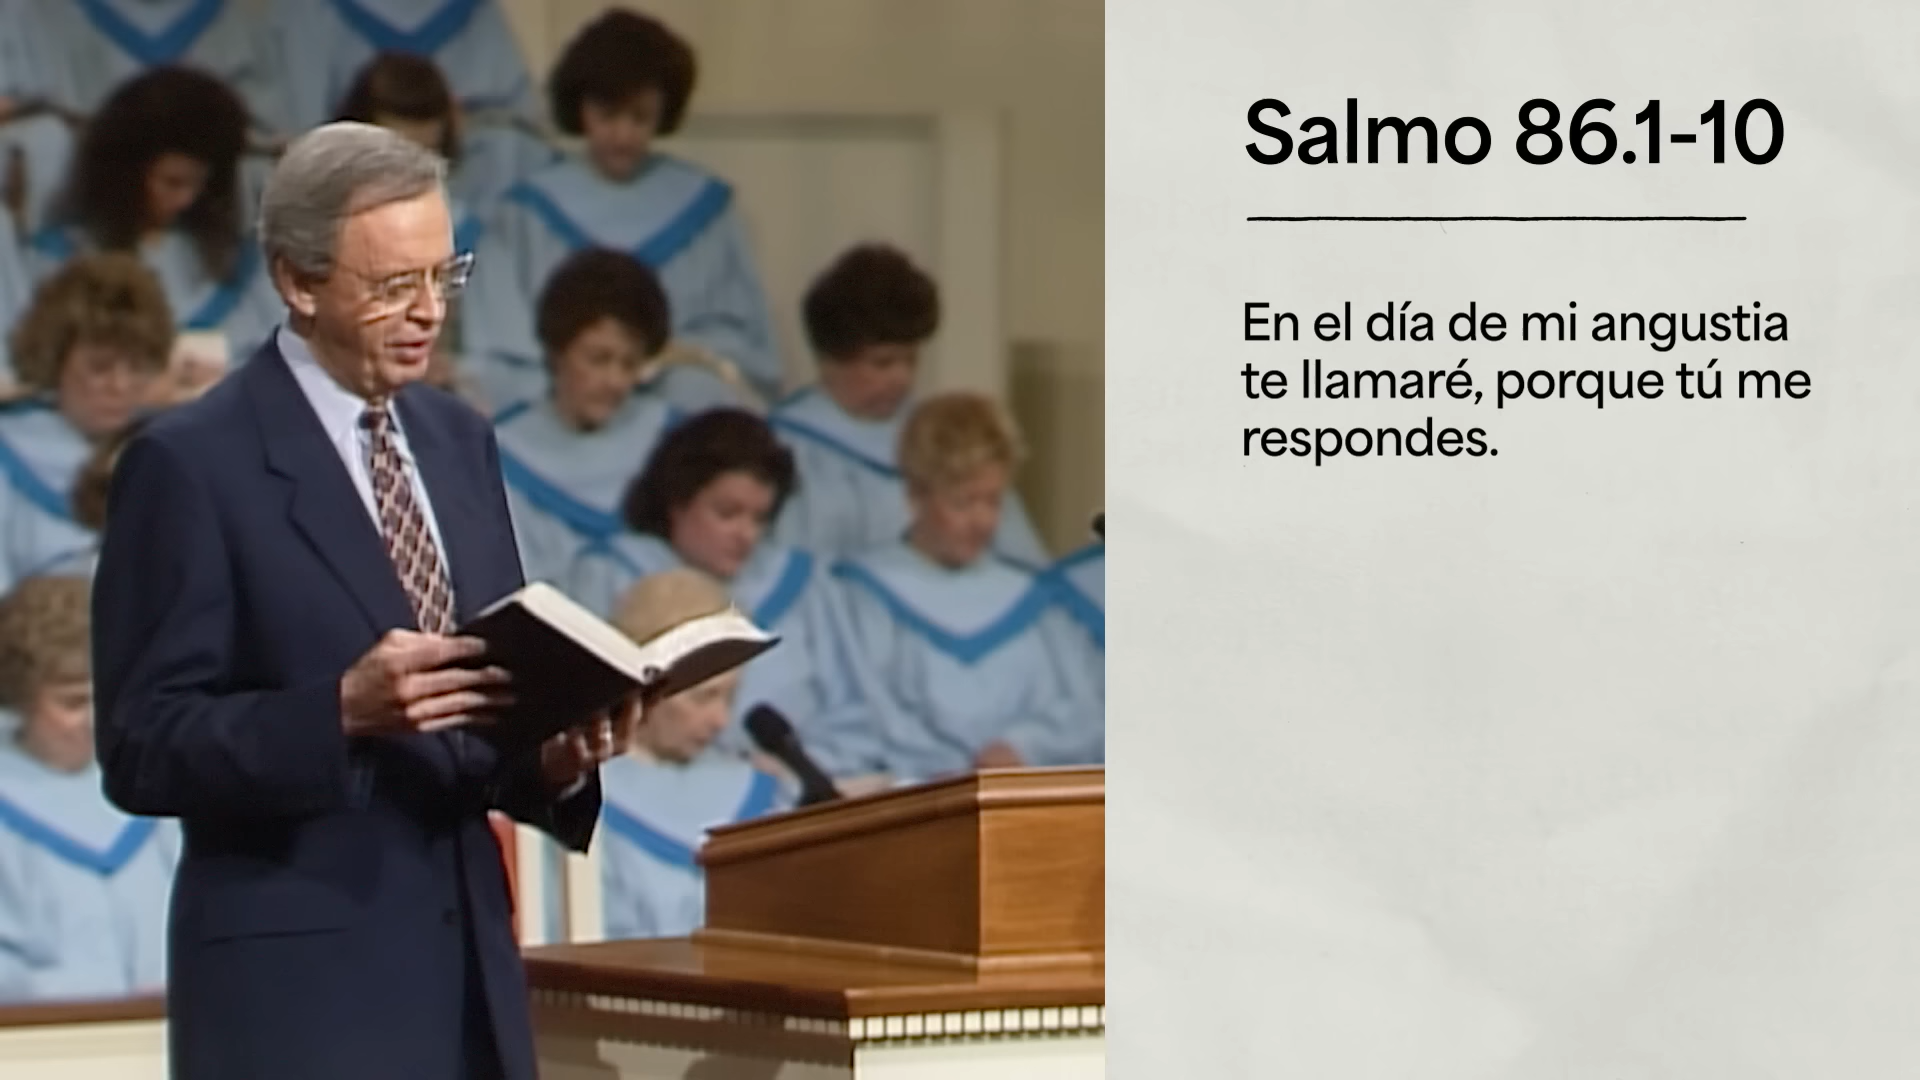 Salmo 86.1-10
En el día de mi angustia
te llamaré, porque tú me
respondes.